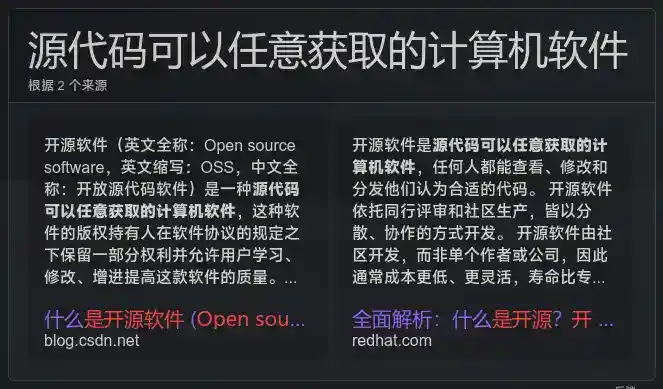 源代码可以任意获取的计算机软件
根据 2 个来源
开源软件（英文全称：Open source
software，英文缩写：OSS，中文全
称：开放源代码软件）是一种源代码
可以任意获取的计算机软件，这种软
件的版权持有人在软件协议的规定之
下保留一部分权利并允许用户学习、
修改、增进提高这款软件的质量。...
什么是开源软件 (Open sou...
blog.csdn.net
开源软件是源代码可以任意获取的计
算机软件，任何人都能查看、修改和
分发他们认为合适的代码。 开源软件
依托同行评审和社区生产，皆以分
散、协作的方式开发。 开源软件由社
区开发，而非单个作者或公司，因此
通常成本更低、更灵活，寿命比专...
全面解析：什么是开源？开 ...
redhat.com